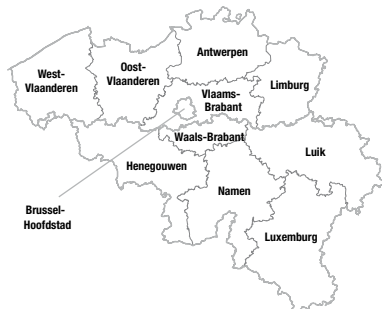 Antwerpen
West-
Vlaanderen
Oost-
Vlaanderen
Limburg
Vlaams-
Brabant
Waals-Brabant
Luik
Henegouwen
Namen
Brussel-
Hoofdstad
Luxemburg